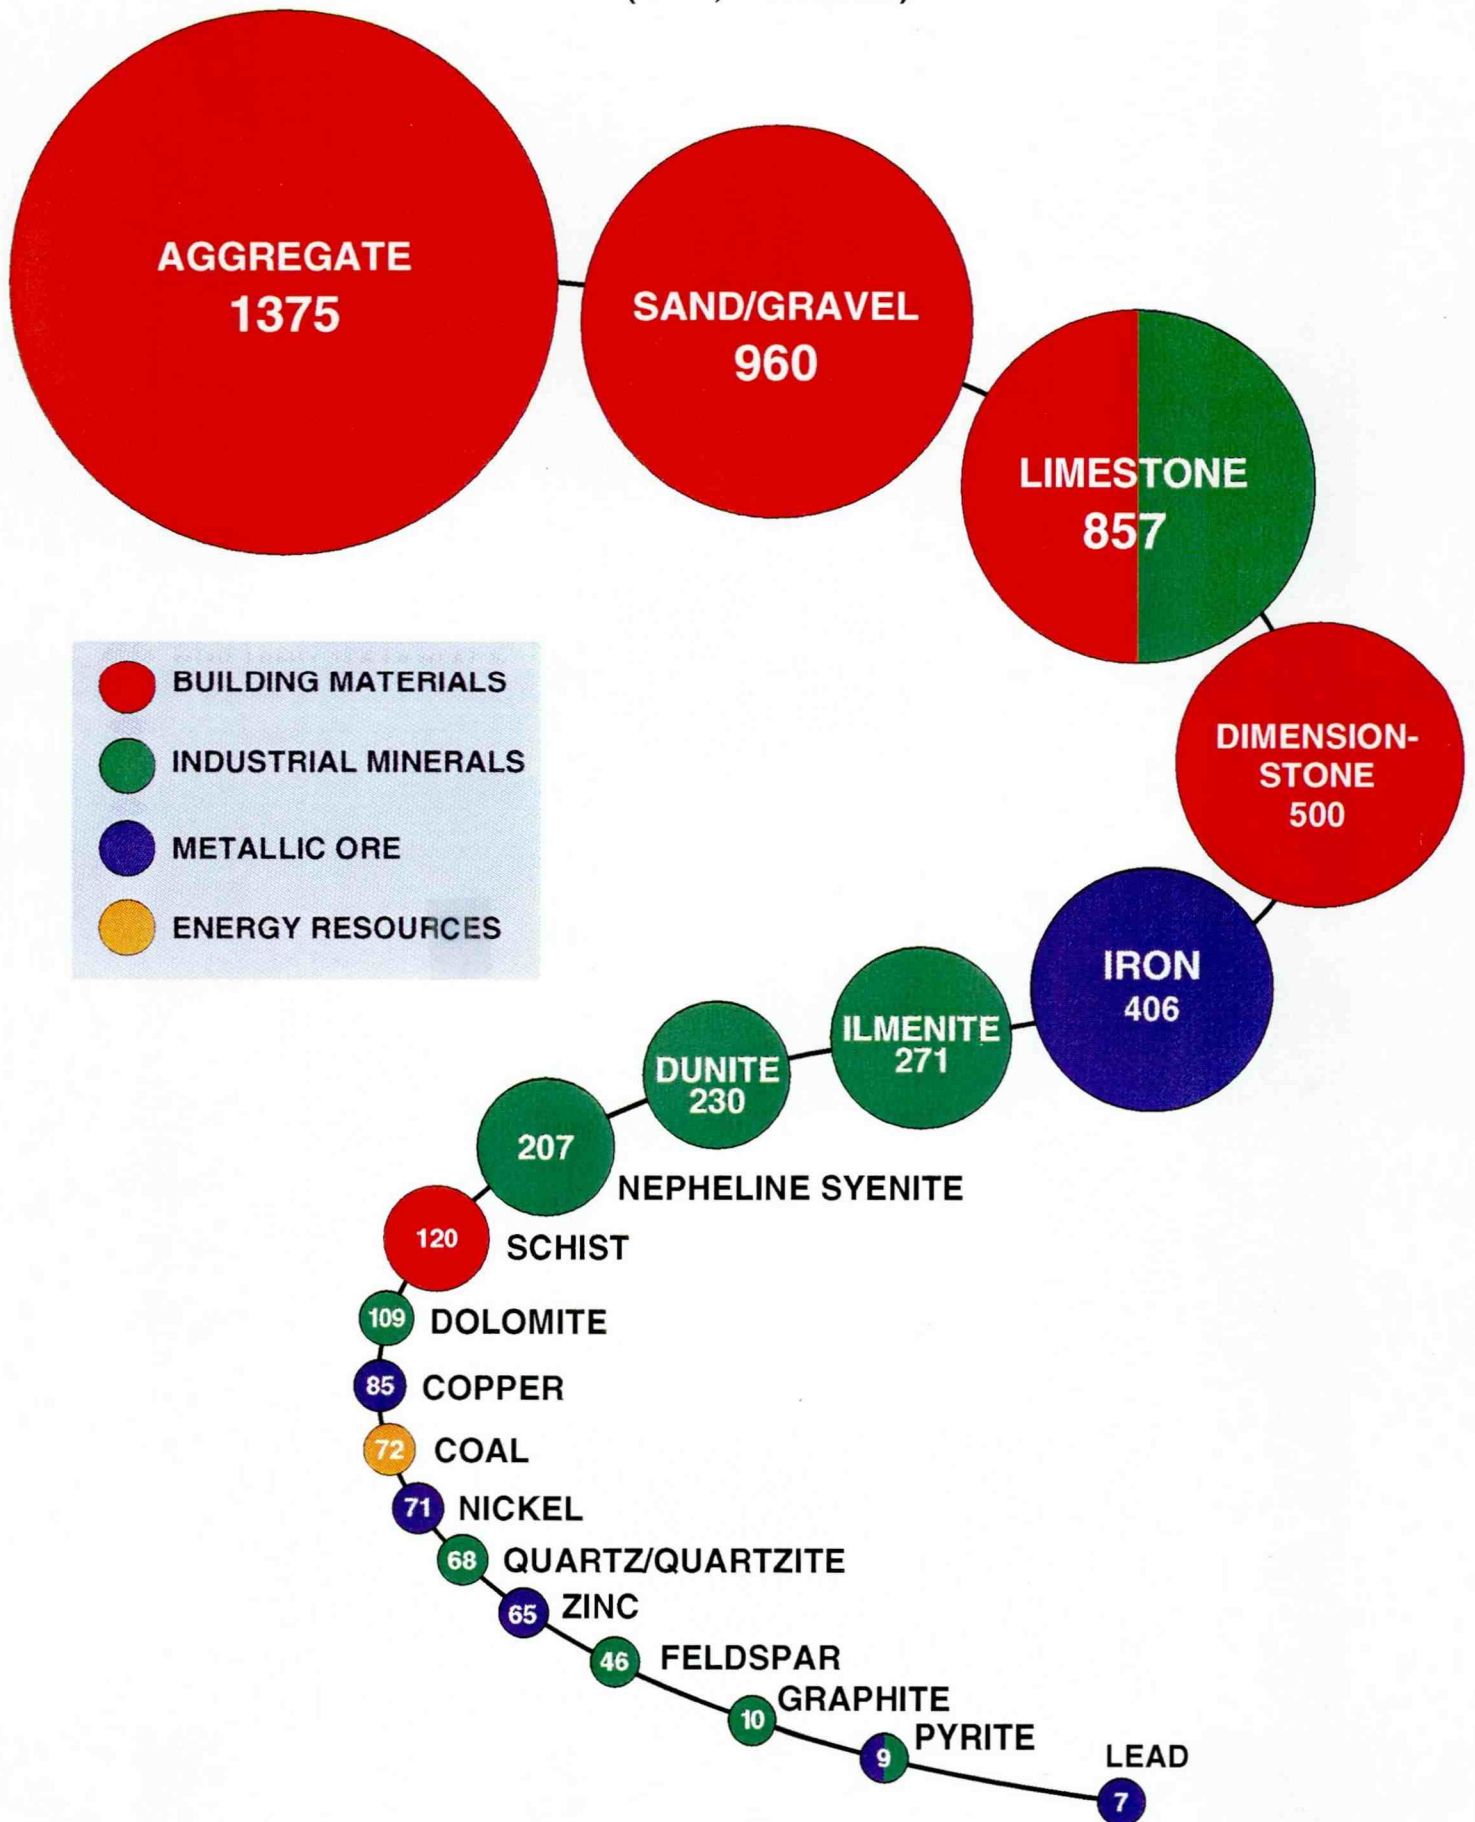 AGGREGATE
1375
SAND/GRAVEL
960
LIMESTONE
857
DIMENSION-
STONE
500
BUILDING MATERIALS
INDUSTRIAL MINERALS
METALLIC ORE
ENERGY RESOURCES
IRON
406
ILMENITE
271
DUNITE
230
207
NEPHELINE SYENITE
120
SCHIST
109
DOLOMITE
85
COPPER
72
COAL
71
NICKEL
68
QUARTZ/QUARTZITE
65
ZINC
46
FELDSPAR
10
GRAPHITE
9
PYRITE
7
LEAD